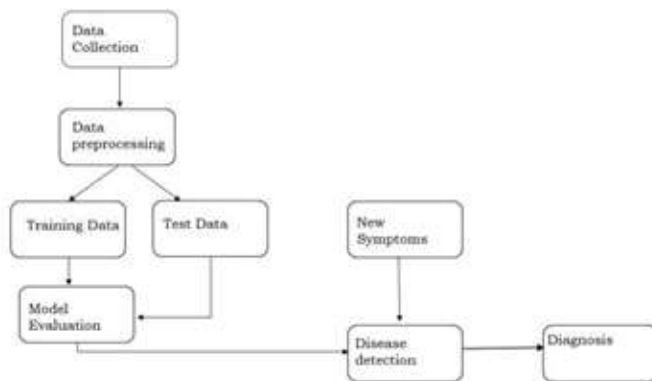 Data
Collection
Data
preprocessing
Training Data
Test Data
New
Symptoms
Model
Evaluation
Disease
detection
Diagnosis